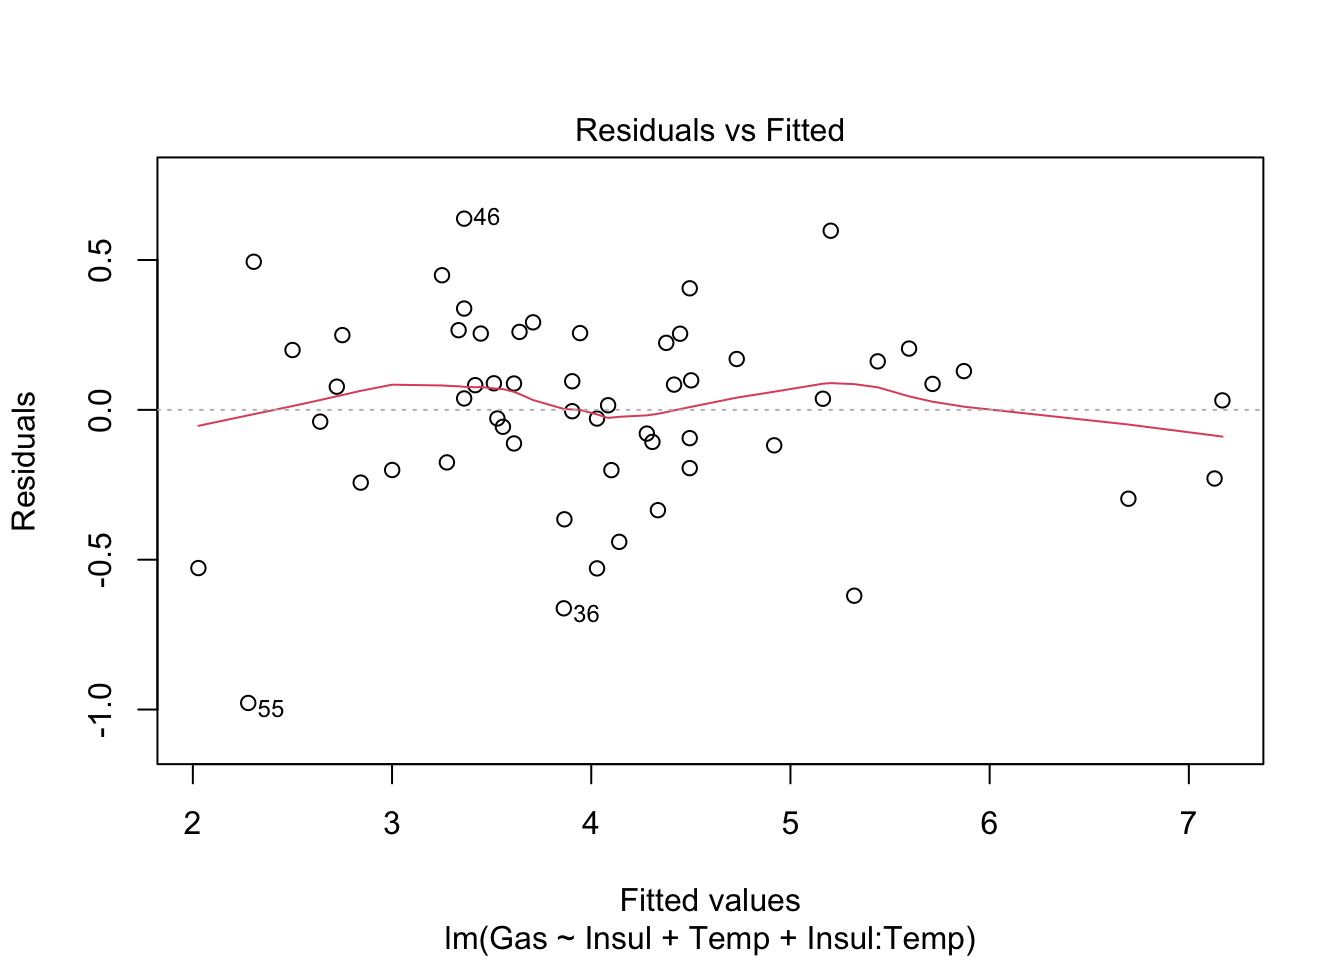 Residuals vs Fitted
Residuals
0.5
0.0
-0.5
-1.0
46
36
55
2 3 4 5 6 7
Fitted values
lm(Gas ~ Insul + Temp + Insul:Temp)